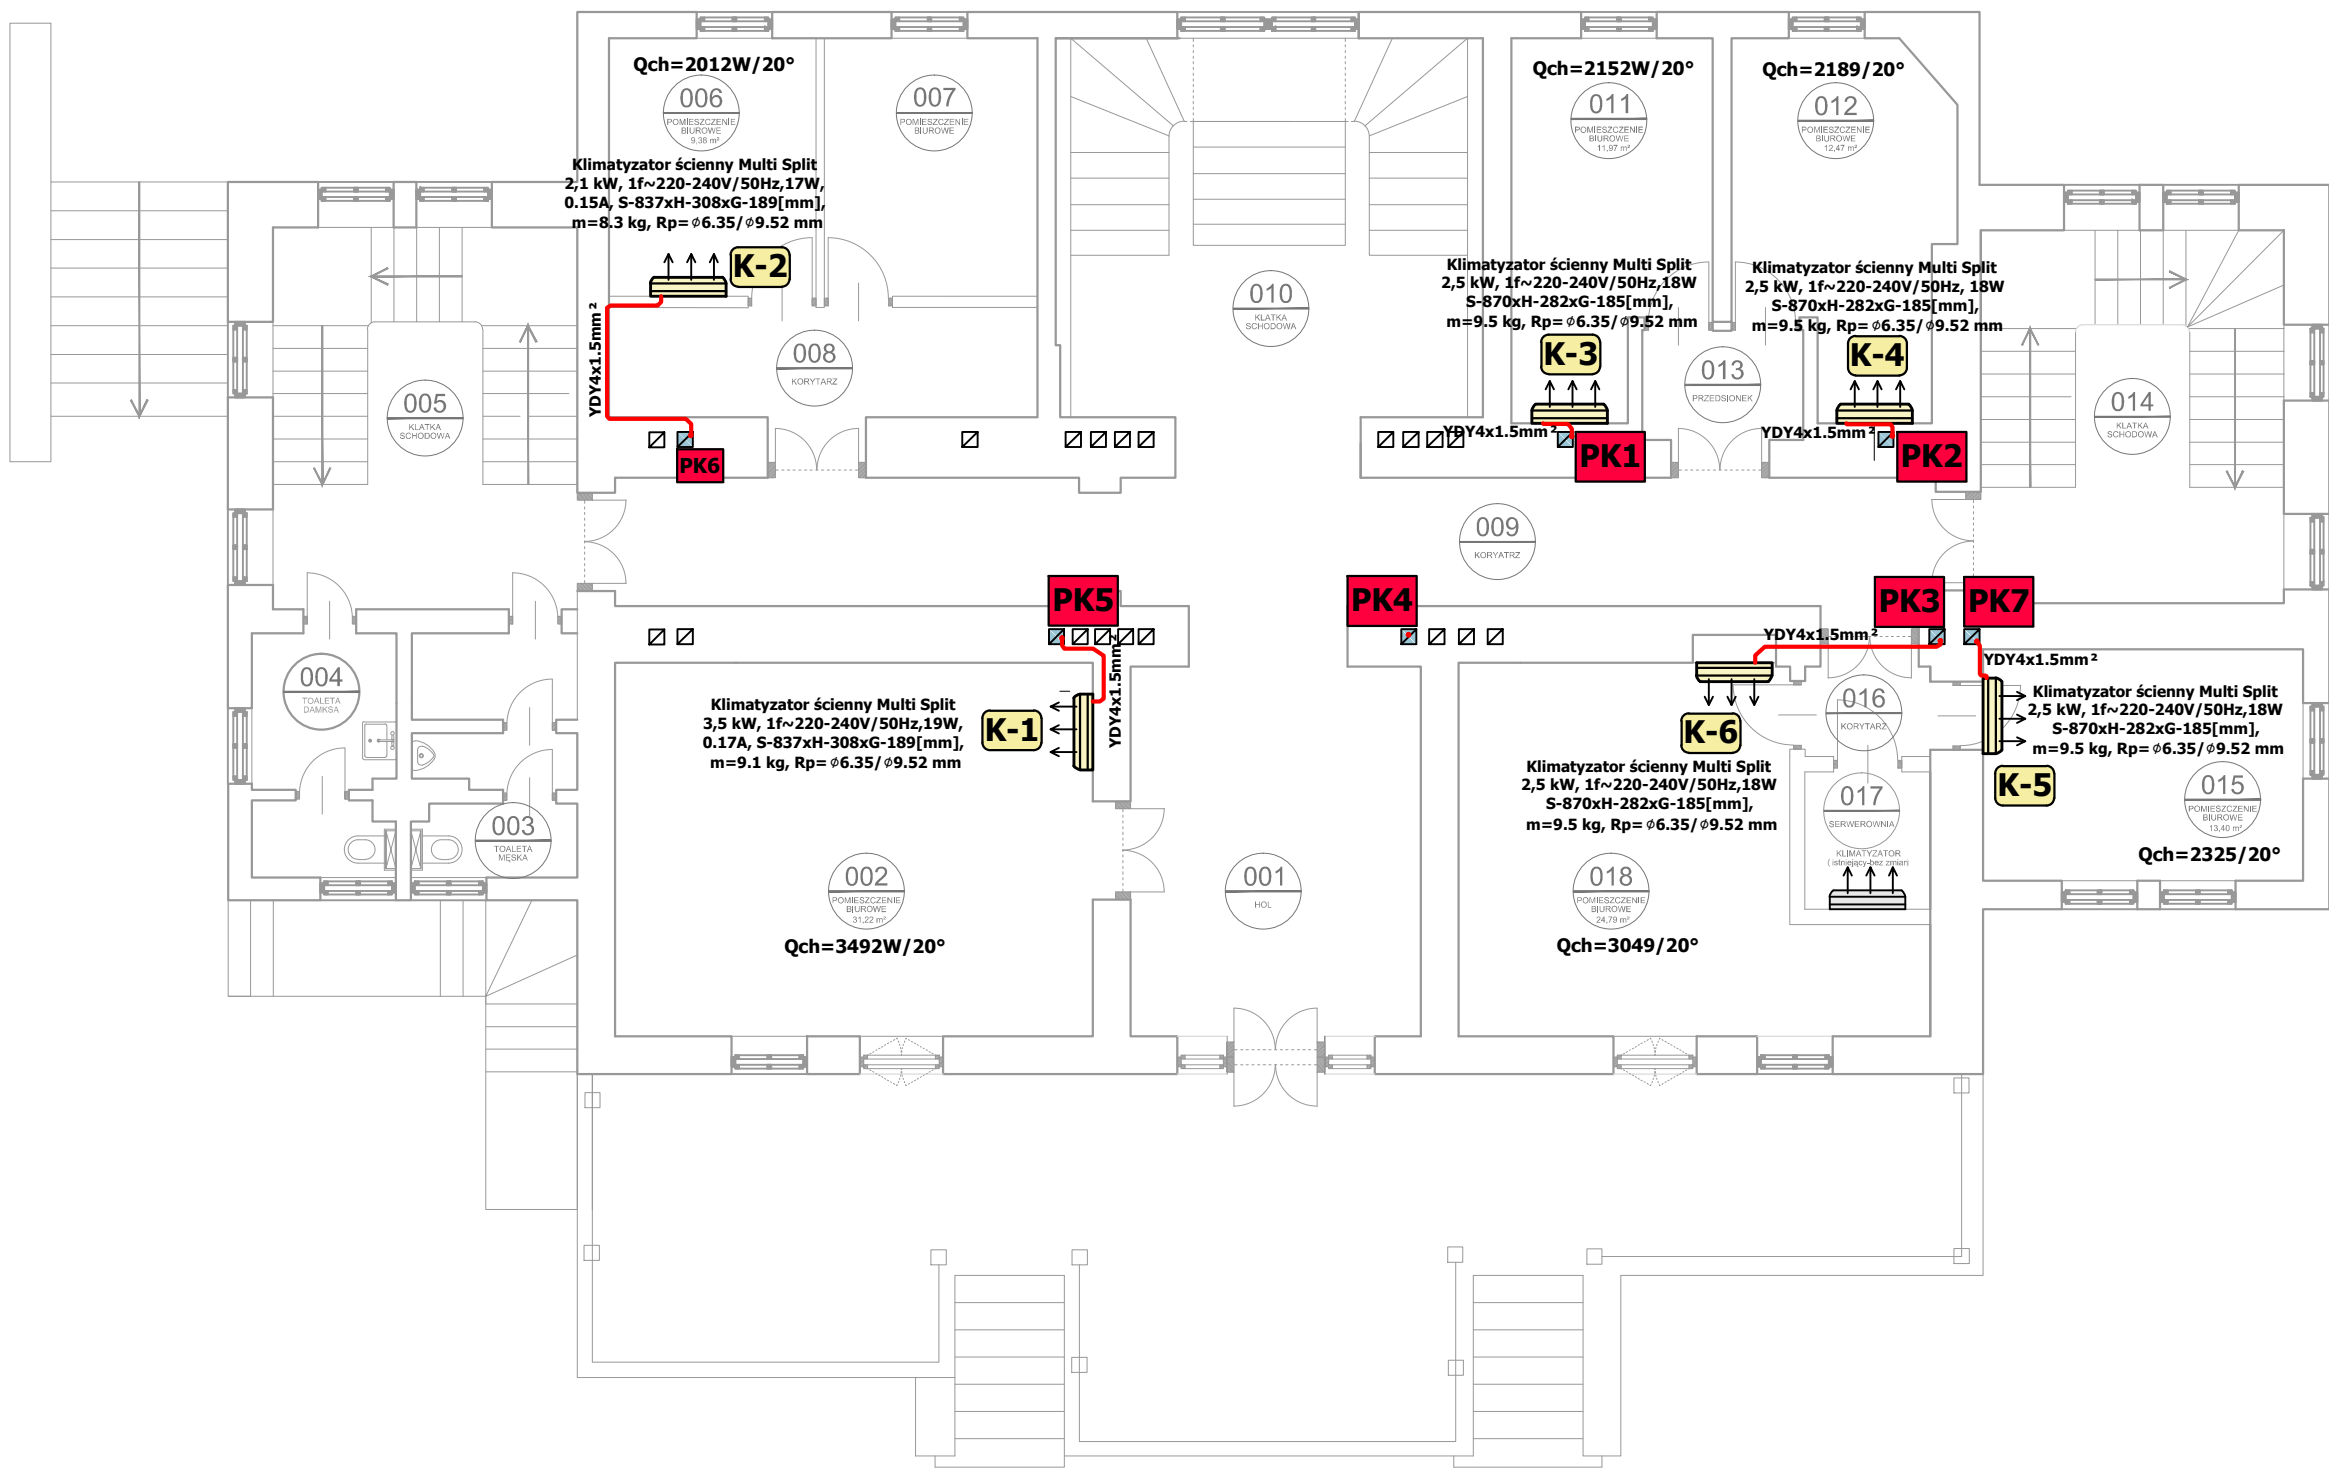 Qch=2012W/20°
006
POMIESZCZENIE
BIUROWE
9,38 m²
007
POMIESZCZENIE
BIUROWE
Qch=2152W/20°
011
POMIESZCZENIE
BIUROWE
11,97 m²
Qch=2189/20°
012
POMIESZCZENIE
BIUROWE
12,47 m²
Klimatyzator ścienny Multi Split
2,1 kW, 1f~220-240V/50Hz,17W,
0.15A, S-837xH-308xG-189[mm],
m=8.3 kg, Rp=⌀6.35/⌀9.52 mm
K-2
YDY4x1.5mm²
008
KORYTARZ
PK6
005
KLATKA
SCHODOWA
010
KLATKA
SCHODOWA
Klimatyzator ścienny Multi Split
2,5 kW, 1f~220-240V/50Hz,18W
S-870xH-282xG-185[mm],
m=9.5 kg, Rp=⌀6.35/⌀9.52 mm
K-3
YDY4x1.5mm²
PK1
Klimatyzator ścienny Multi Split
2,5 kW, 1f~220-240V/50Hz, 18W
S-870xH-282xG-185[mm],
m=9.5 kg, Rp=⌀6.35/⌀9.52 mm
K-4
YDY4x1.5mm²
PK2
013
PRZEDSIONEK
014
KLATKA
SCHODOWA
009
KORYATRZ
PK5
PK4
PK3
PK7
YDY4x1.5mm²
YDY4x1.5mm²
YDY4x1.5mm²
004
TOALETA
DAMKSA
003
TOALETA
MĘSKA
Klimatyzator ścienny Multi Split
3,5 kW, 1f~220-240V/50Hz,19W,
0.17A, S-837xH-308xG-189[mm],
m=9.1 kg, Rp=⌀6.35/⌀9.52 mm
K-1
002
POMIESZCZENIE
BIUROWE
31,22 m²
Qch=3492W/20°
001
HOL
K-6
Klimatyzator ścienny Multi Split
2,5 kW, 1f~220-240V/50Hz,18W
S-870xH-282xG-185[mm],
m=9.5 kg, Rp=⌀6.35/⌀9.52 mm
018
POMIESZCZENIE
BIUROWE
24,79 m²
Qch=3049/20°
016
KORYTARZ
017
SERWEROWNIA
KLIMATYZATOR
( istniejący-bez zmian
Klimatyzator ścienny Multi Split
2,5 kW, 1f~220-240V/50Hz,18W
S-870xH-282xG-185[mm],
m=9.5 kg, Rp=⌀6.35/⌀9.52 mm
K-5
015
POMIESZCZENIE
BIUROWE
13,40 m²
Qch=2325/20°